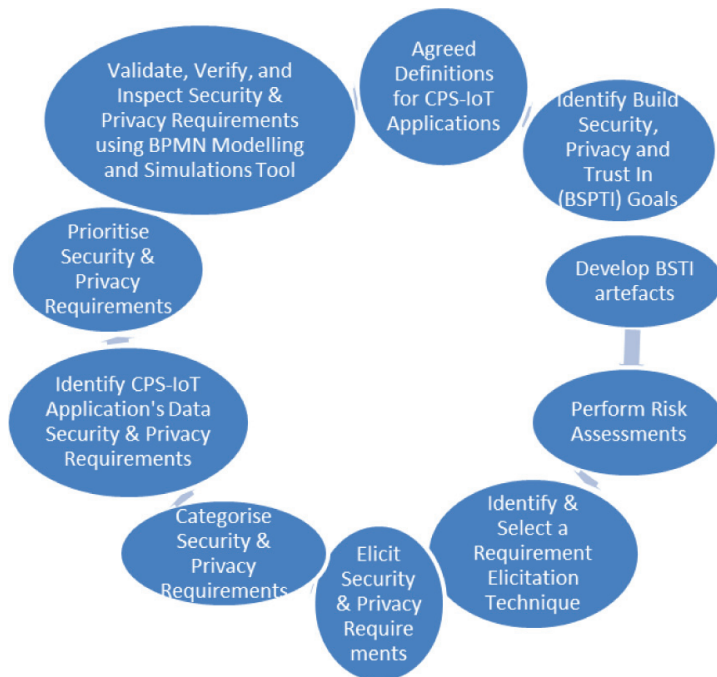 Agreed
Definitions
for CPS-IoT
Applications
Identify Build
Security,
Privacy and
Trust In
(BSPTI) Goals
Develop BSTI
artefacts
Perform Risk
Assessments
Identify &
Select a
Requirement
Elicitation
Technique
Elicit
Security
& Privacy
Require
ments
Categorise
Security &
Privacy
Requirements
Identify CPS-IoT
Application's Data
Security & Privacy
Requirements
Prioritise
Security &
Privacy
Requirements
Validate, Verify, and
Inspect Security &
Privacy Requirements
using BPMN Modelling
and Simulations Tool